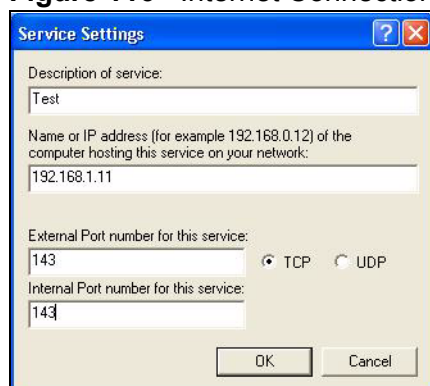 Service Settings
Description of service:
Test
Name or IP address (for example 192.168.0.12) of the
computer hosting this service on your network:
192.168.1.11
External Port number for this service:
143
TCP
UDP
Internal Port number for this service:
143
OK
Cancel